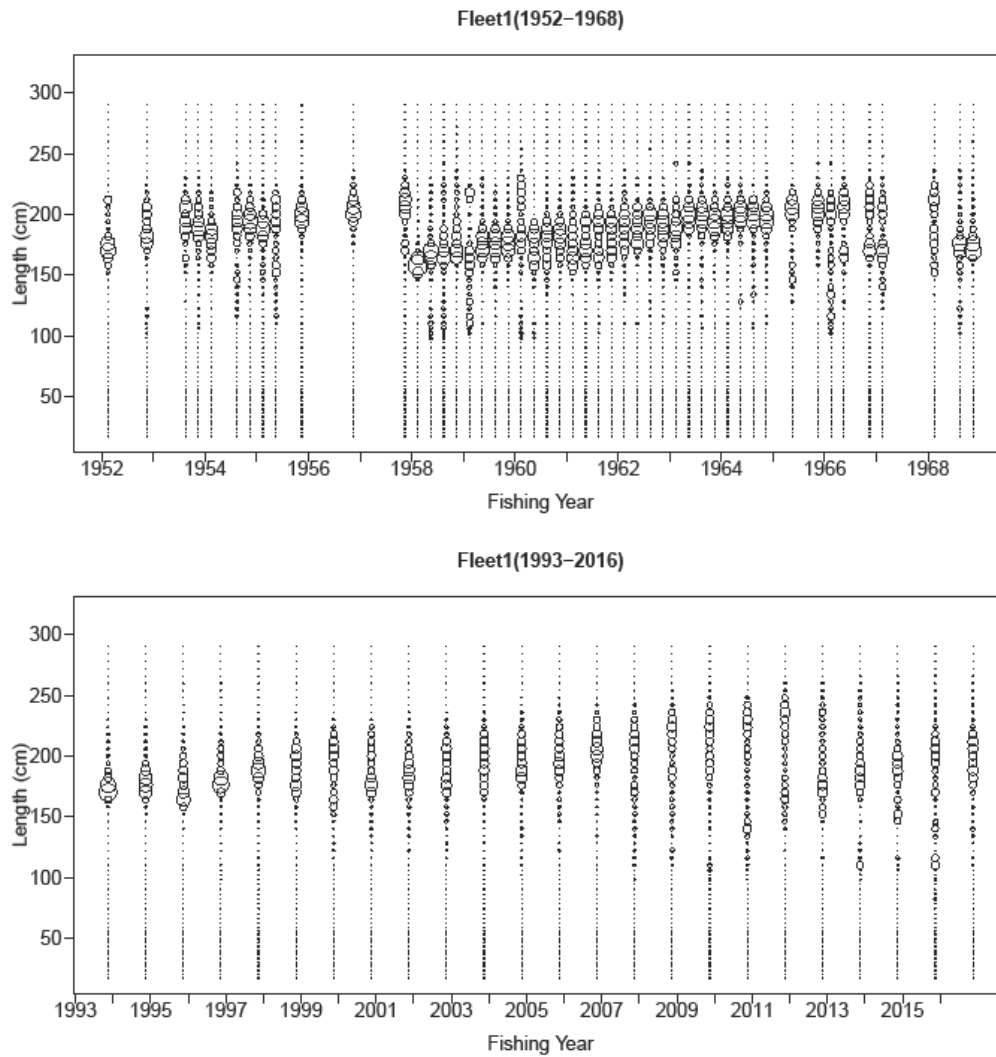 Fleet1(1952−1968)
300
250
200
150
100
50
Length (cm)
1952 1954 1956 1958 1960 1962 1964 1966 1968
Fishing Year
Fleet1(1993−2016)
300
250
200
150
100
50
Length (cm)
1993 1995 1997 1999 2001 2003 2005 2007 2009 2011 2013 2015
Fishing Year